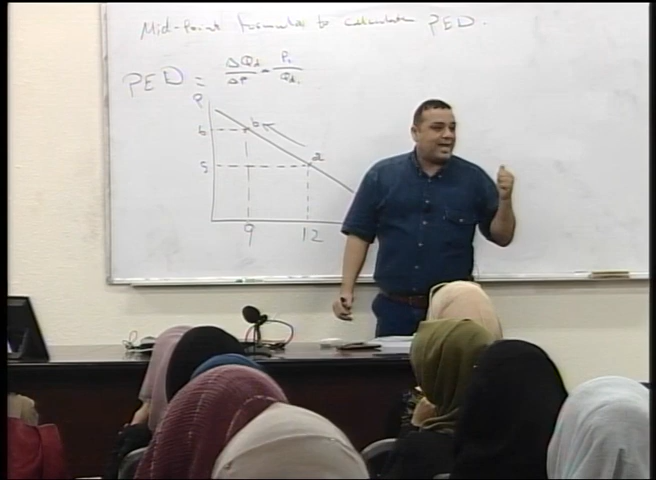 Mid-Point formula to calculate PED.
PED = ΔQd/ΔP - P1/Qd1
P
6 b
5 a
9 12